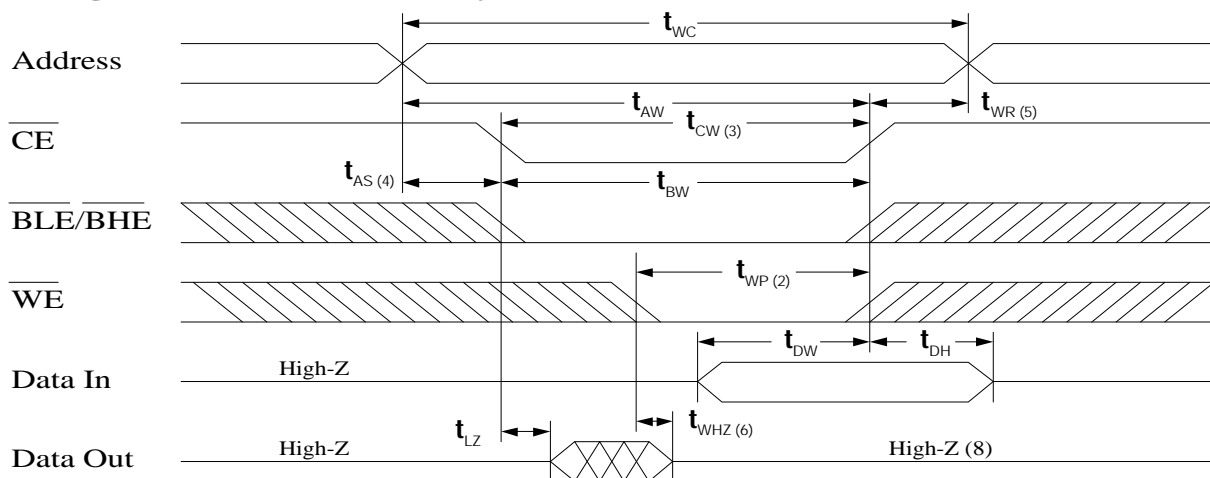 tWC
Address
tAW
tWR (5)
CE
tCW (3)
tAS (4)
tBW
BLE/BHE
tWP (2)
WE
tDW
tDH
Data In
High-Z
tLZ
tWHZ (6)
Data Out
High-Z
High-Z (8)